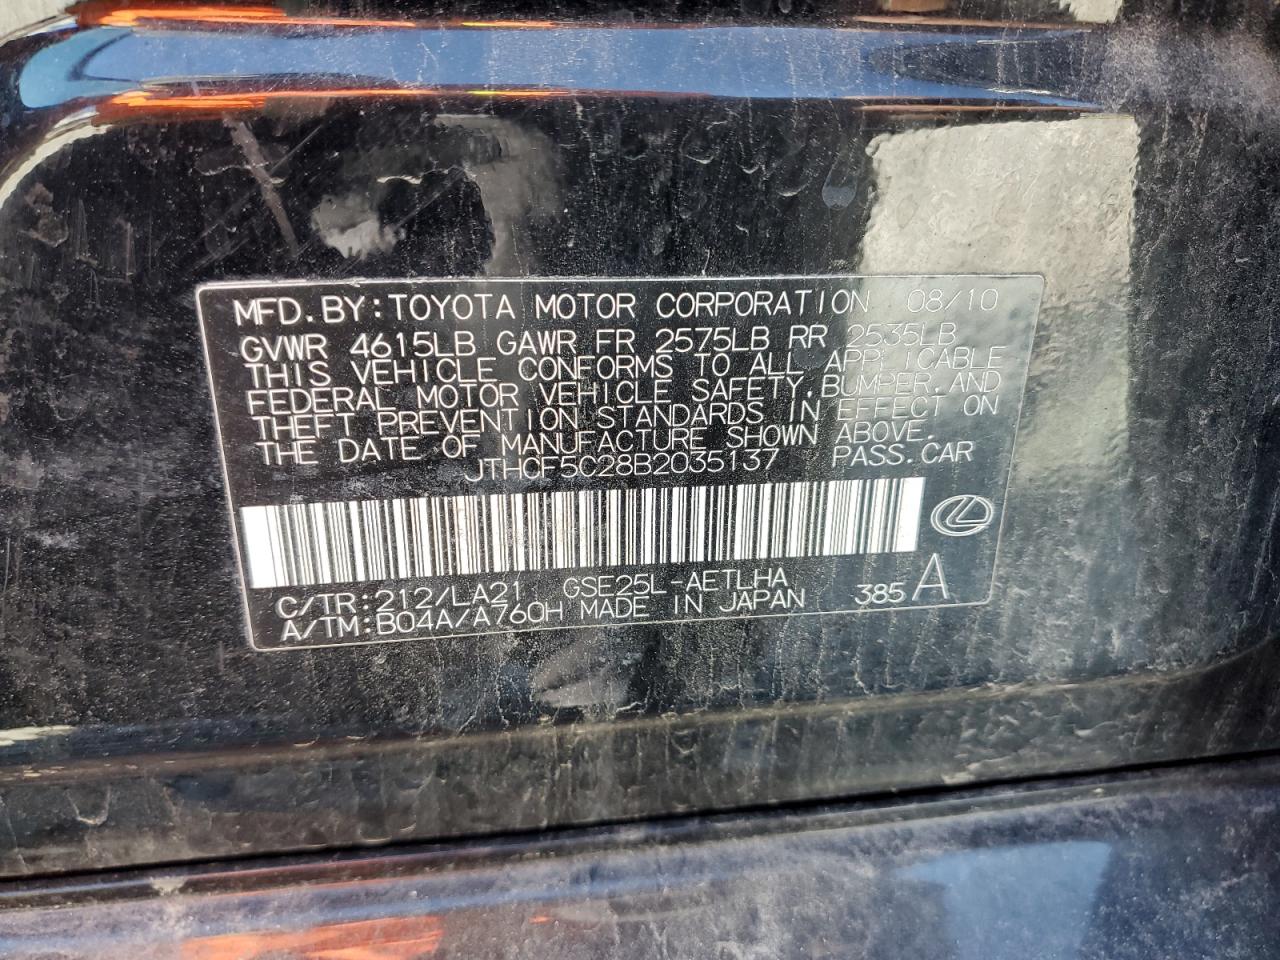 MFD. BY: TOYOTA MOTOR CORPORATION 08/10
GVWR 4615LB GAWR FR 2575LB RR 2535LB
THIS VEHICLE CONFORMS TO ALL APPLICABLE
FEDERAL MOTOR VEHICLE SAFETY, BUMPER, AND
THEFT PREVENTION STANDARDS IN EFFECT ON
THE DATE OF MANUFACTURE SHOWN ABOVE.
JTHCF5C28B2035137 PASS. CAR
C/TR: 212/LA21 GSE25L-AETLHA
A/TM: B04A/A760H MADE IN JAPAN 385 A